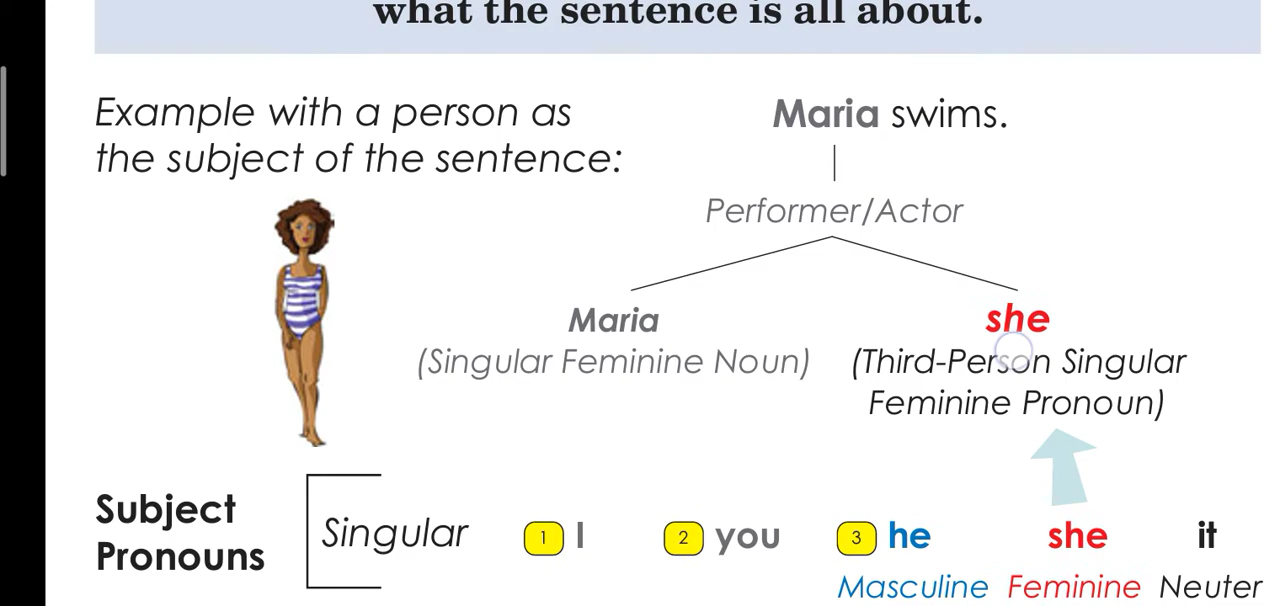 what the sentence is all about.
Example with a person as
the subject of the sentence:
Maria swims.
Performer/Actor
Maria
(Singular Feminine Noun)
she
(Third-Person Singular
Feminine Pronoun)
Subject
Pronouns
Singular
1 I 2 you 3 he she it
Masculine Feminine Neuter